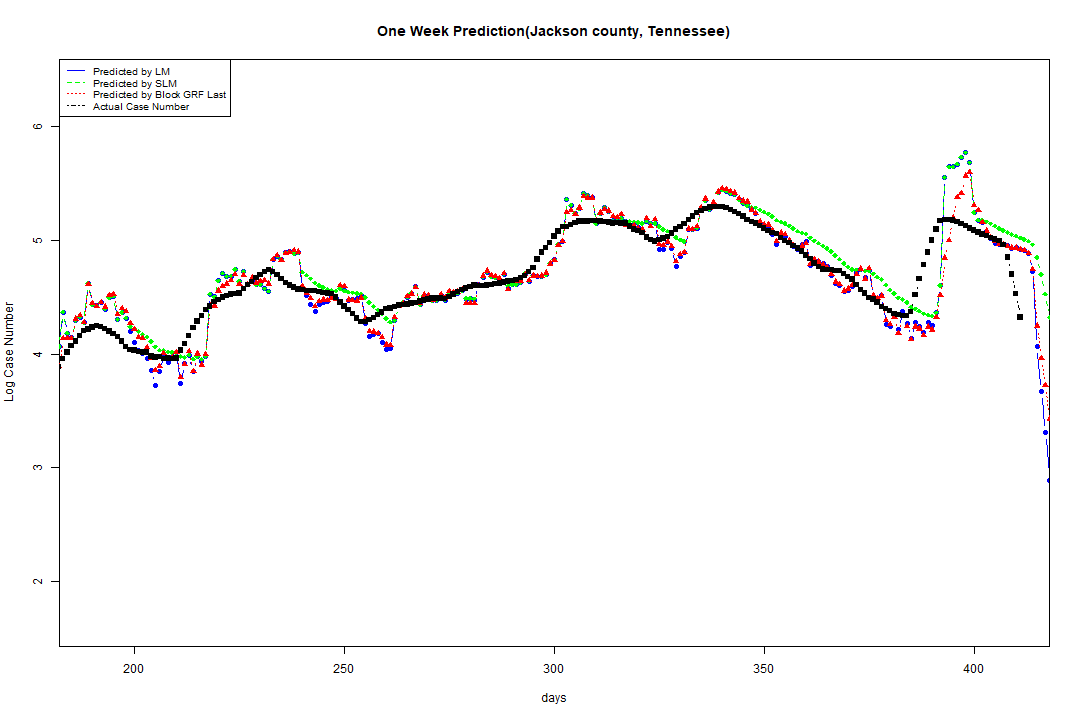 One Week Prediction(Jackson county, Tennessee)
Predicted by LM
Predicted by SLM
Predicted by Block GRF Last
Actual Case Number
6
5
4
3
2
Log Case Number
200 250 300 350 400
days